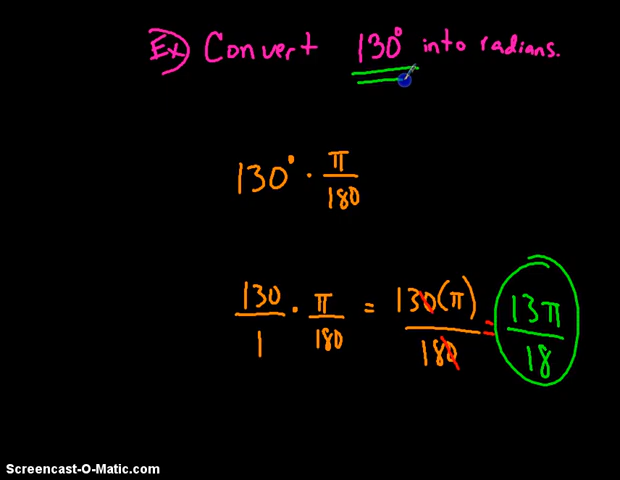 Ex) Convert 130° into radians.
130° · π/180
130/1 · π/180 = 130(π)/180 = 13π/18
Screencast-O-Matic.com